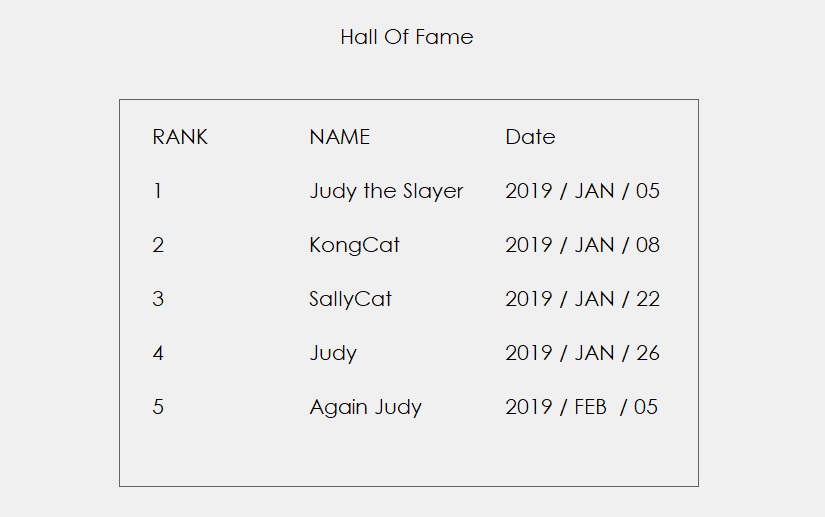 Hall Of Fame
RANK NAME Date
1 Judy the Slayer 2019 / JAN / 05
2 KongCat 2019 / JAN / 08
3 SallyCat 2019 / JAN / 22
4 Judy 2019 / JAN / 26
5 Again Judy 2019 / FEB / 05